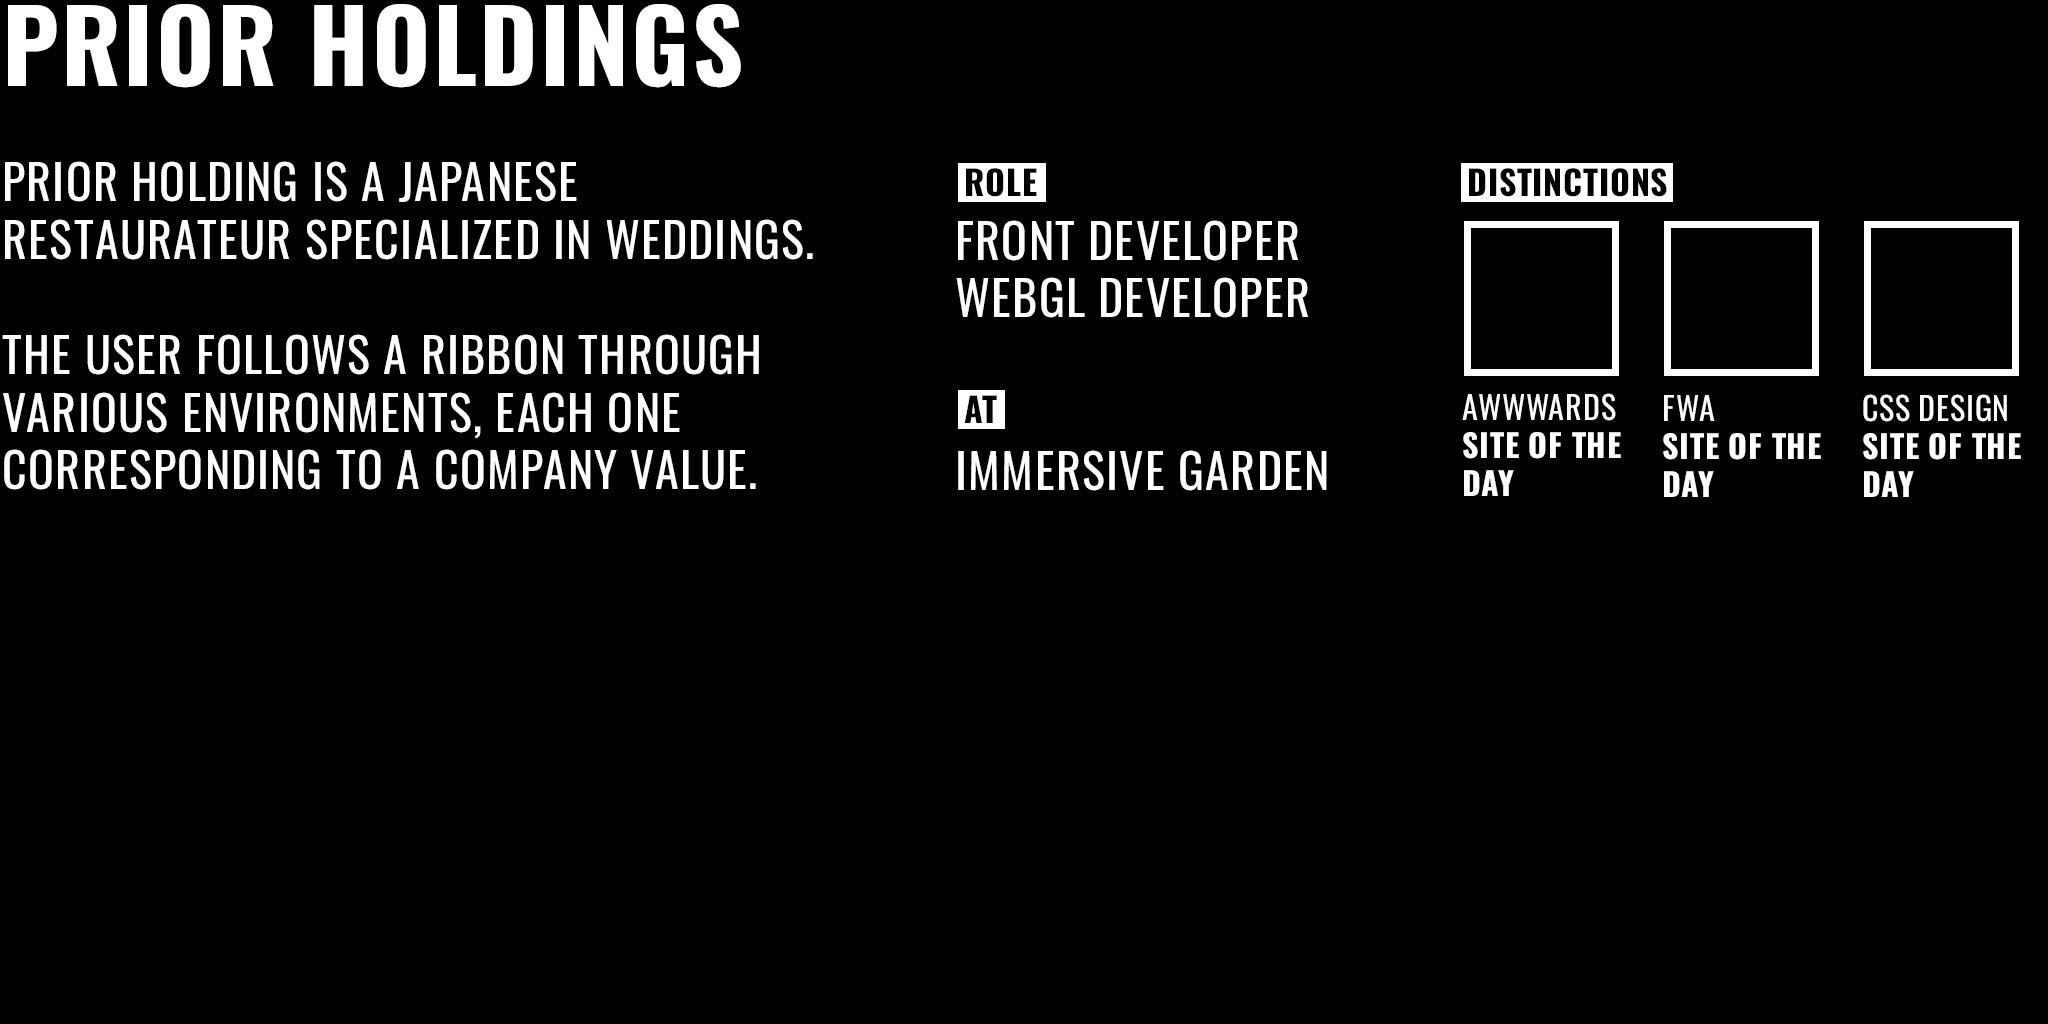 PRIOR HOLDINGS
PRIOR HOLDING IS A JAPANESE
RESTAURATEUR SPECIALIZED IN WEDDINGS.
THE USER FOLLOWS A RIBBON THROUGH
VARIOUS ENVIRONMENTS, EACH ONE
CORRESPONDING TO A COMPANY VALUE.
ROLE
FRONT DEVELOPER
WEBGL DEVELOPER
AT
IMMERSIVE GARDEN
DISTINCTIONS
AWWWARDS
SITE OF THE
DAY
FWA
SITE OF THE
DAY
CSS DESIGN
SITE OF THE
DAY